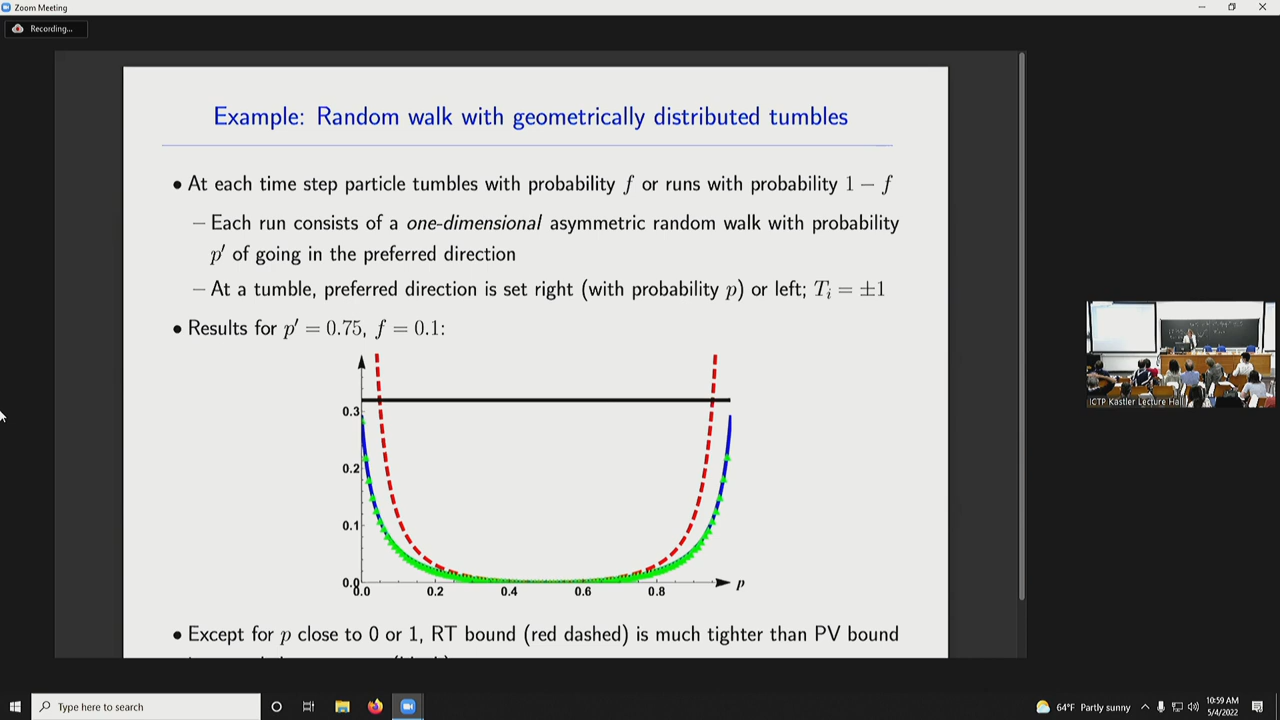 Zoom Meeting
Recording...
Example: Random walk with geometrically distributed tumbles
• At each time step particle tumbles with probability f or runs with probability 1 − f
– Each run consists of a one-dimensional asymmetric random walk with probability
p′ of going in the preferred direction
– At a tumble, preferred direction is set right (with probability p) or left; Tᵢ = ±1
• Results for p′ = 0.75, f = 0.1:
0.3
0.2
0.1
0.0
0.0 0.2 0.4 0.6 0.8 p
• Except for p close to 0 or 1, RT bound (red dashed) is much tighter than PV bound
ICTP Kastler Lecture Hall
Type here to search
64°F Partly sunny
10:59 AM
5/4/2022